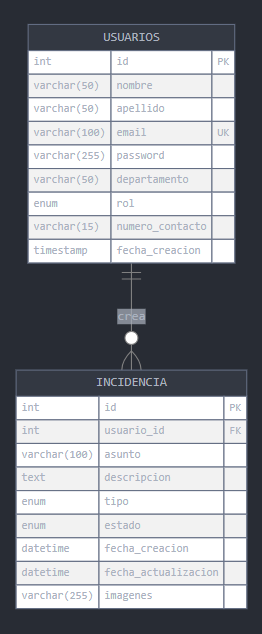 USUARIOS
int id PK
varchar(50) nombre
varchar(50) apellido
varchar(100) email UK
varchar(255) password
varchar(50) departamento
enum rol
varchar(15) numero_contacto
timestamp fecha_creacion
crea
INCIDENCIA
int id PK
int usuario_id FK
varchar(100) asunto
text descripcion
enum tipo
enum estado
datetime fecha_creacion
datetime fecha_actualizacion
varchar(255) imagenes